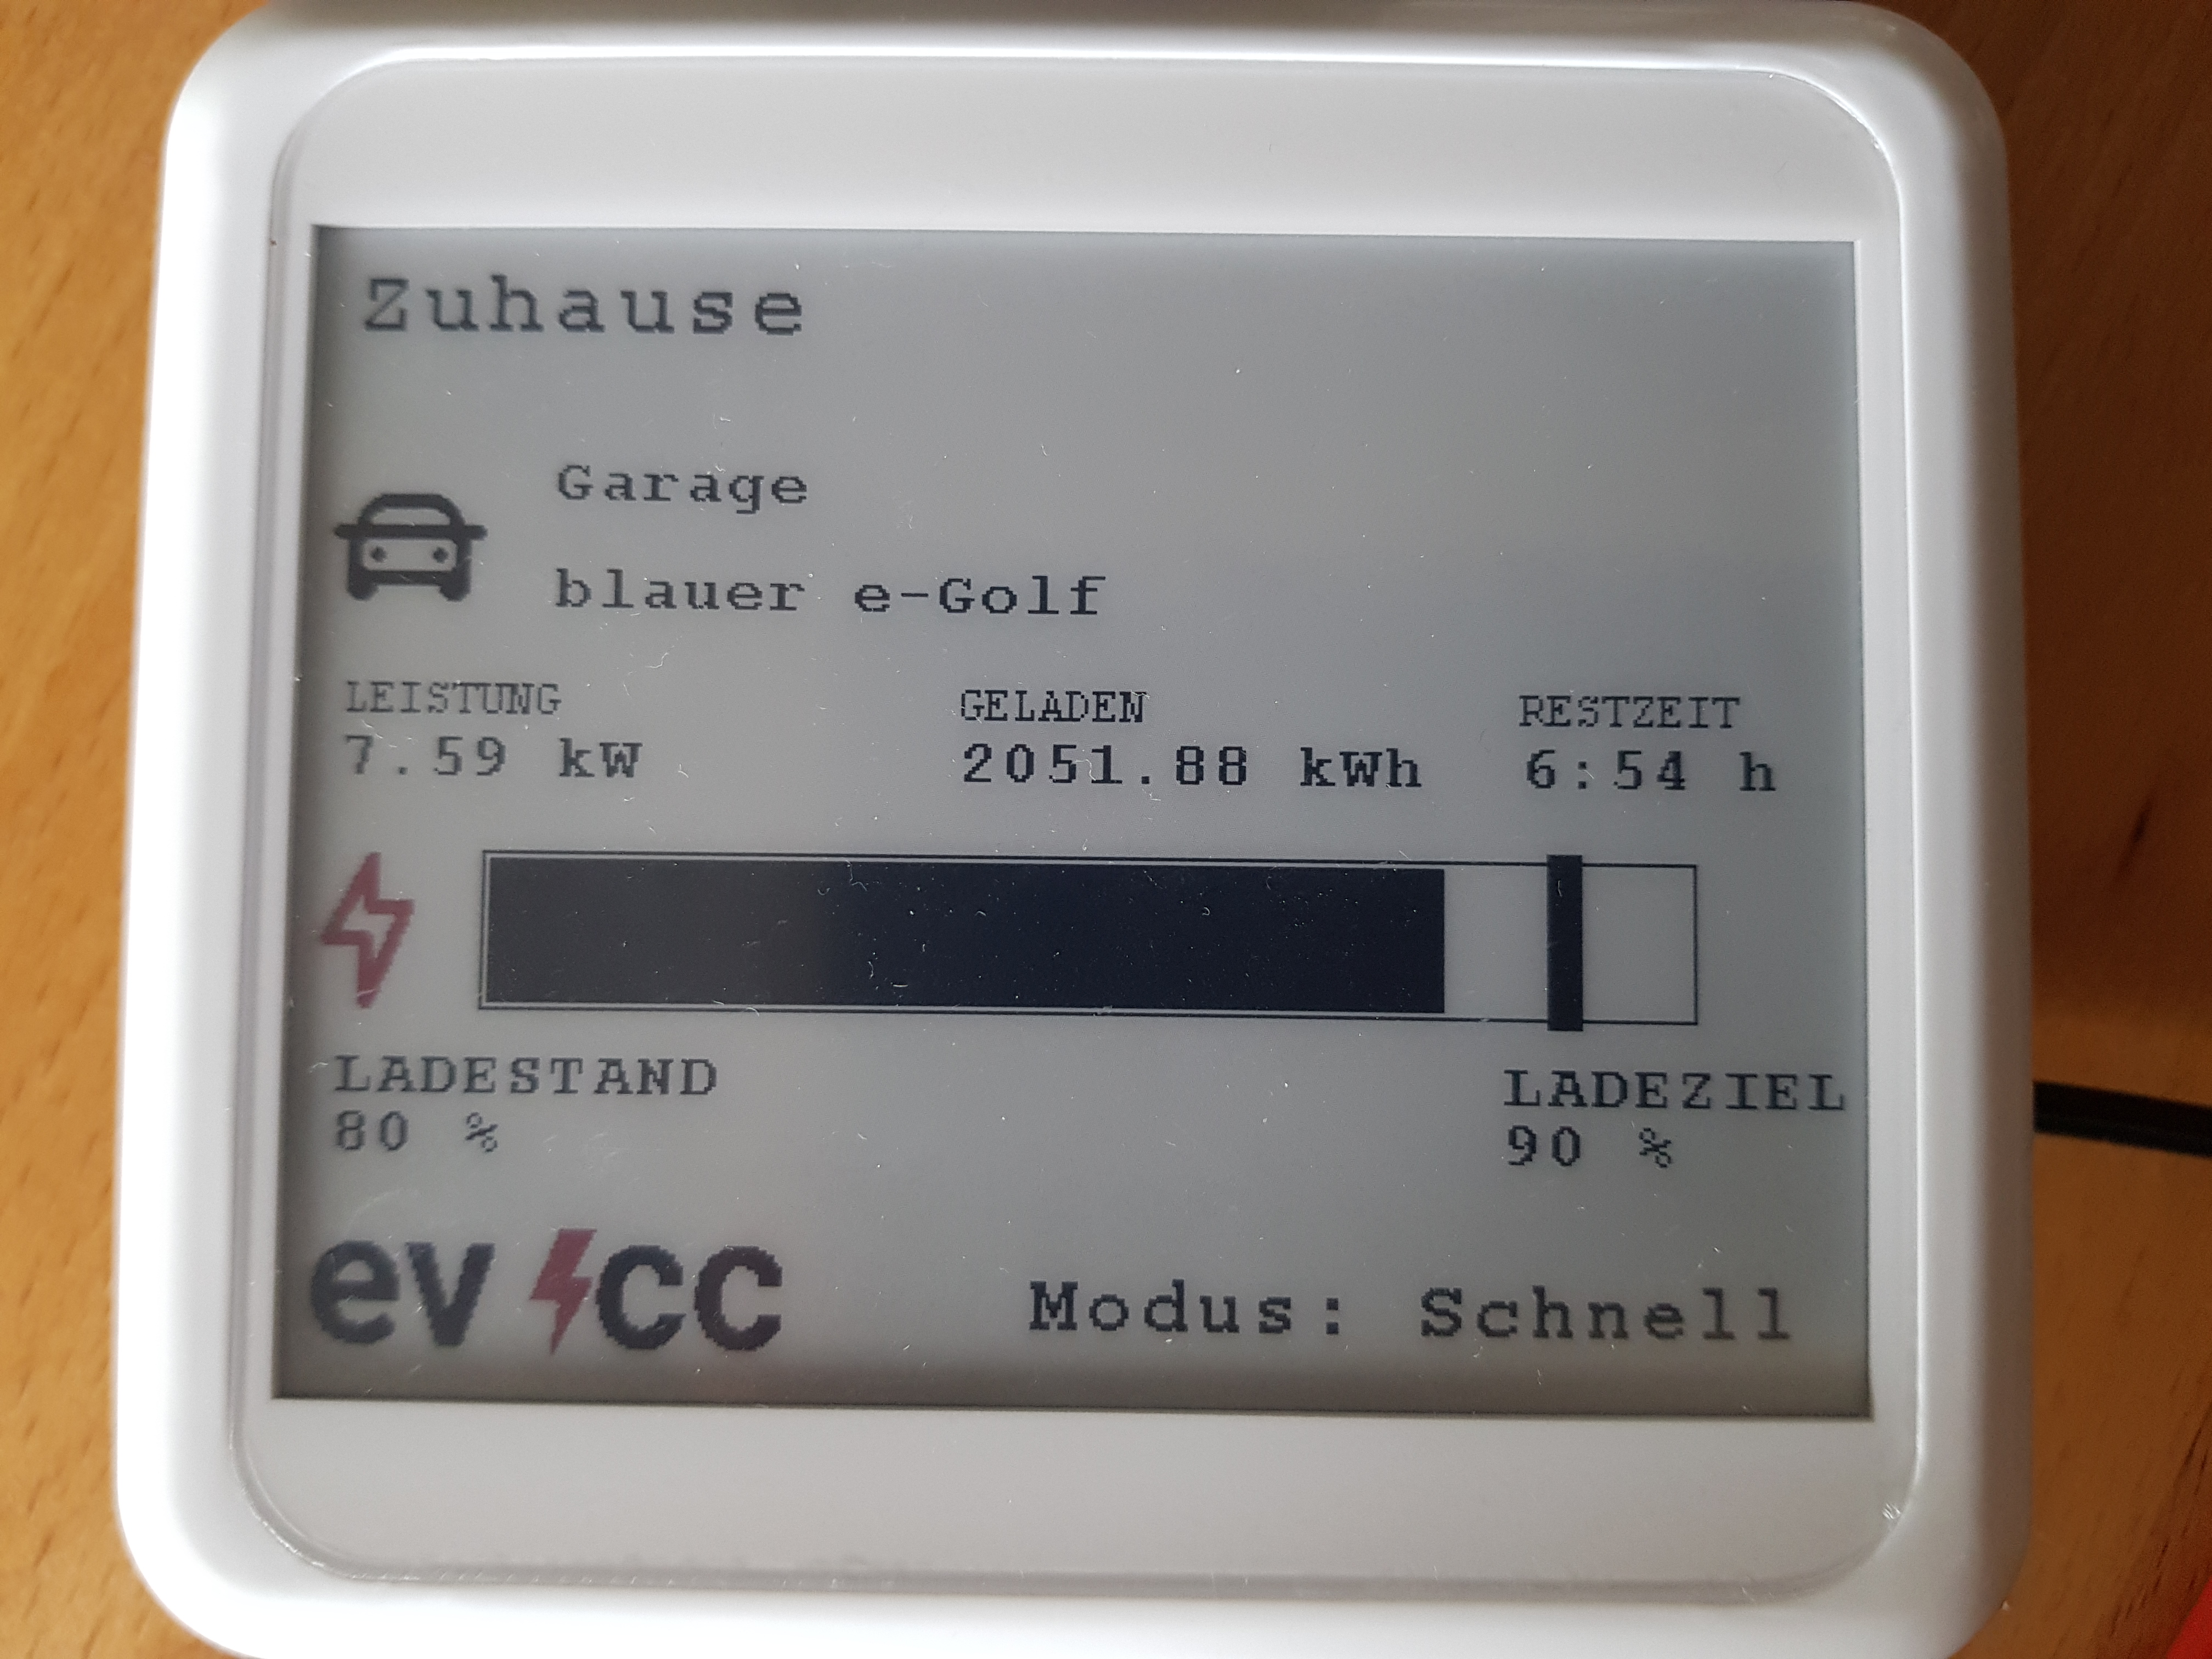 Zuhause
Garage
blauer e-Golf
LEISTUNG GELADEN RESTZEIT
7.59 kW 2051.88 kWh 6:54 h
LADESTAND LADEZIEL
80 % 90 %
evcc Modus: Schnell